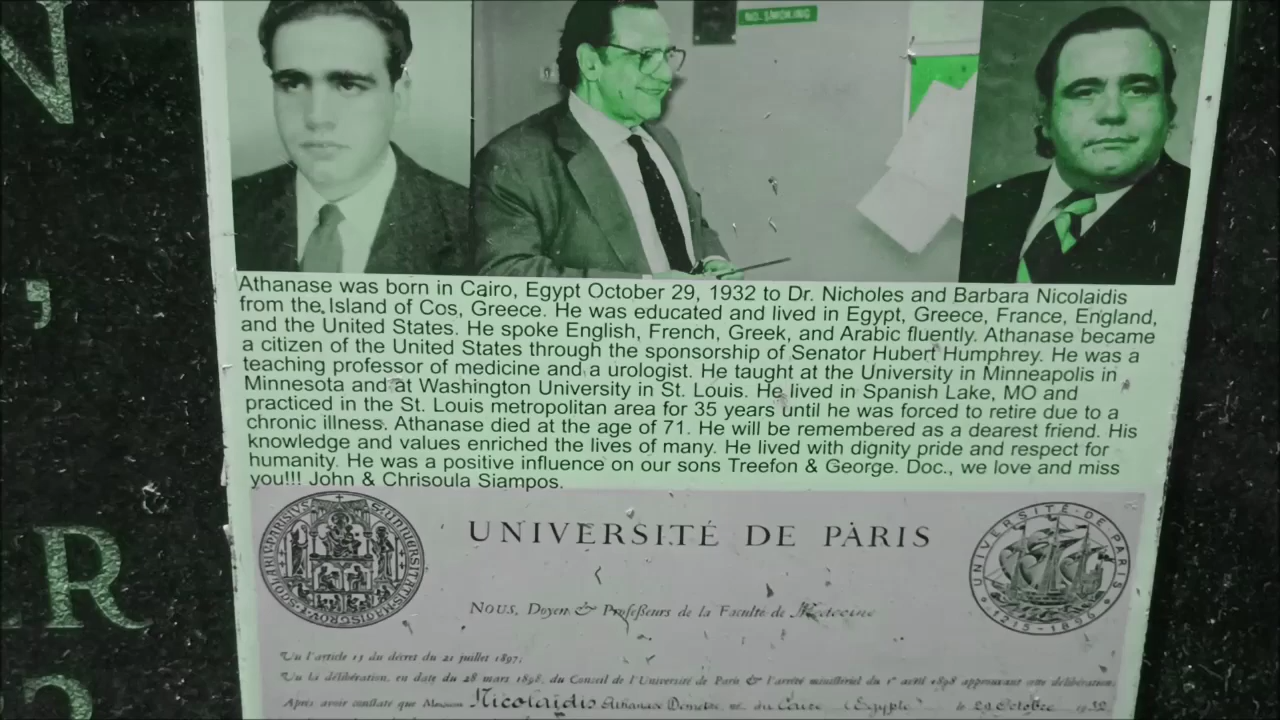 N
NO SMOKING
,
Athanase was born in Cairo, Egypt October 29, 1932 to Dr. Nicholes and Barbara Nicolaidis
from the Island of Cos, Greece. He was educated and lived in Egypt, Greece, France, England,
and the United States. He spoke English, French, Greek, and Arabic fluently. Athanase became
a citizen of the United States through the sponsorship of Senator Hubert Humphrey. He was a
teaching professor of medicine and a urologist. He taught at the University in Minneapolis in
Minnesota and at Washington University in St. Louis. He lived in Spanish Lake, MO and
practiced in the St. Louis metropolitan area for 35 years until he was forced to retire due to a
chronic illness. Athanase died at the age of 71. He will be remembered as a dearest friend. His
knowledge and values enriched the lives of many. He lived with dignity pride and respect for
humanity. He was a positive influence on our sons Treefon & George. Doc., we love and miss
you!!! John & Chrisoula Siampos.
UNIVERSITÉ DE PARIS
UNIVERSITÉ DE PARIS
1215-1896
R
Nous, Doyen & Professeurs de la Faculté de Médecine
Vu l'article 15 du décret du 21 juillet 1897;
Vu la délibération, en date du 28 mars 1898, du Conseil de l'Université de Paris & l'arrêté ministériel du 1er avril 1898 approuvant cette délibération,
Après avoir constaté que Monsieur Nicolaïdis Athanase Demetre, né du Caire (Egypte) le 29 Octobre 1932